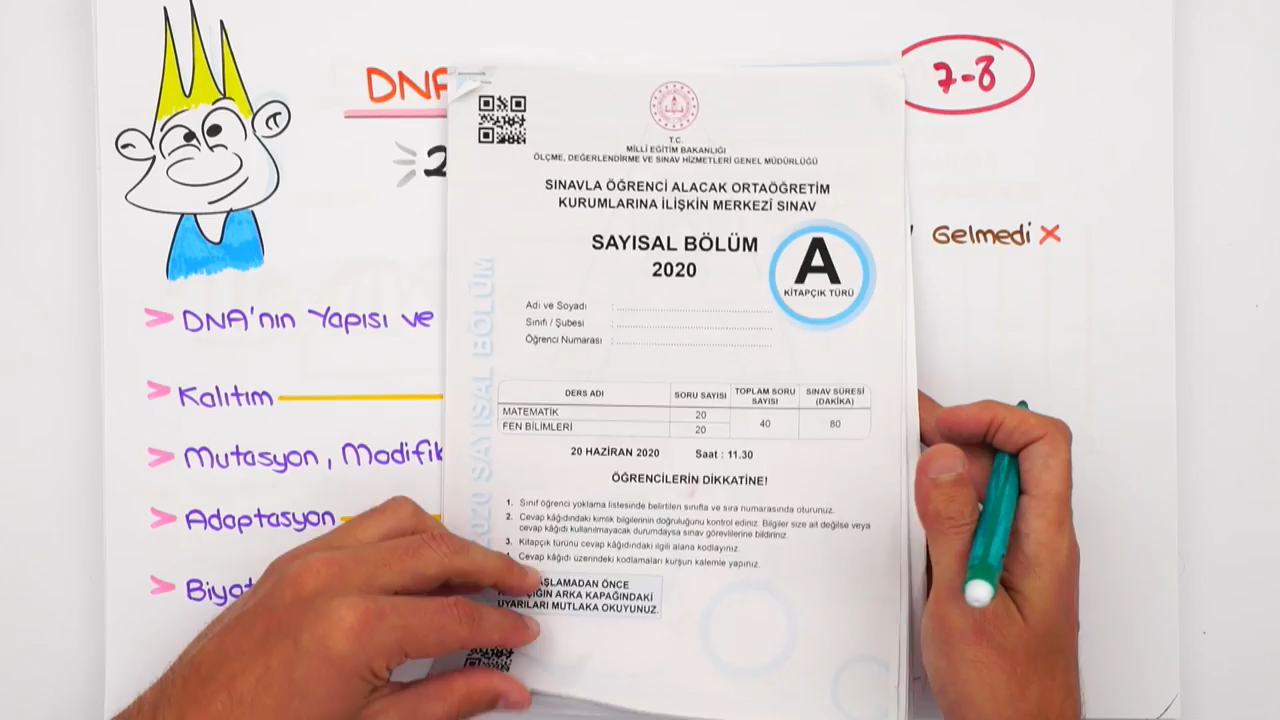 DNA
7-8
2
Gelmedi ✗
DNA'nın Yapısı ve
Kalıtım
Mutasyon, Modifik
Adaptasyon
Biyot
T.C.
MİLLÎ EĞİTİM BAKANLIĞI
ÖLÇME, DEĞERLENDİRME VE SINAV HİZMETLERİ GENEL MÜDÜRLÜĞÜ
SINAVLA ÖĞRENCİ ALACAK ORTAÖĞRETİM
KURUMLARINA İLİŞKİN MERKEZÎ SINAV
SAYISAL BÖLÜM
2020
A
KİTAPÇIK TÜRÜ
2020 SAYISAL BÖLÜM
Adı ve Soyadı :
Sınıfı / Şubesi :
Öğrenci Numarası :
DERS ADI SORU SAYISI TOPLAM SORU SAYISI SINAV SÜRESİ (DAKİKA)
MATEMATİK 20 40 80
FEN BİLİMLERİ 20
20 HAZİRAN 2020 Saat : 11.30
ÖĞRENCİLERİN DİKKATİNE!
1. Sınıf öğrenci yoklama listesinde belirtilen sınıfta ve sıra numarasında oturunuz.
2. Cevap kâğıdındaki kimlik bilgilerinin doğruluğunu kontrol ediniz. Bilgiler size ait değilse veya
cevap kâğıdı kullanılmayacak durumdaysa sınav görevlilerine bildiriniz.
3. Kitapçık türünü cevap kâğıdındaki ilgili alana kodlayınız.
Cevap kâğıdı üzerindeki kodlamaları kurşun kalemle yapınız.
AŞLAMADAN ÖNCE
ARKA KAPAĞINDAKİ
UYARILARI MUTLAKA OKUYUNUZ.